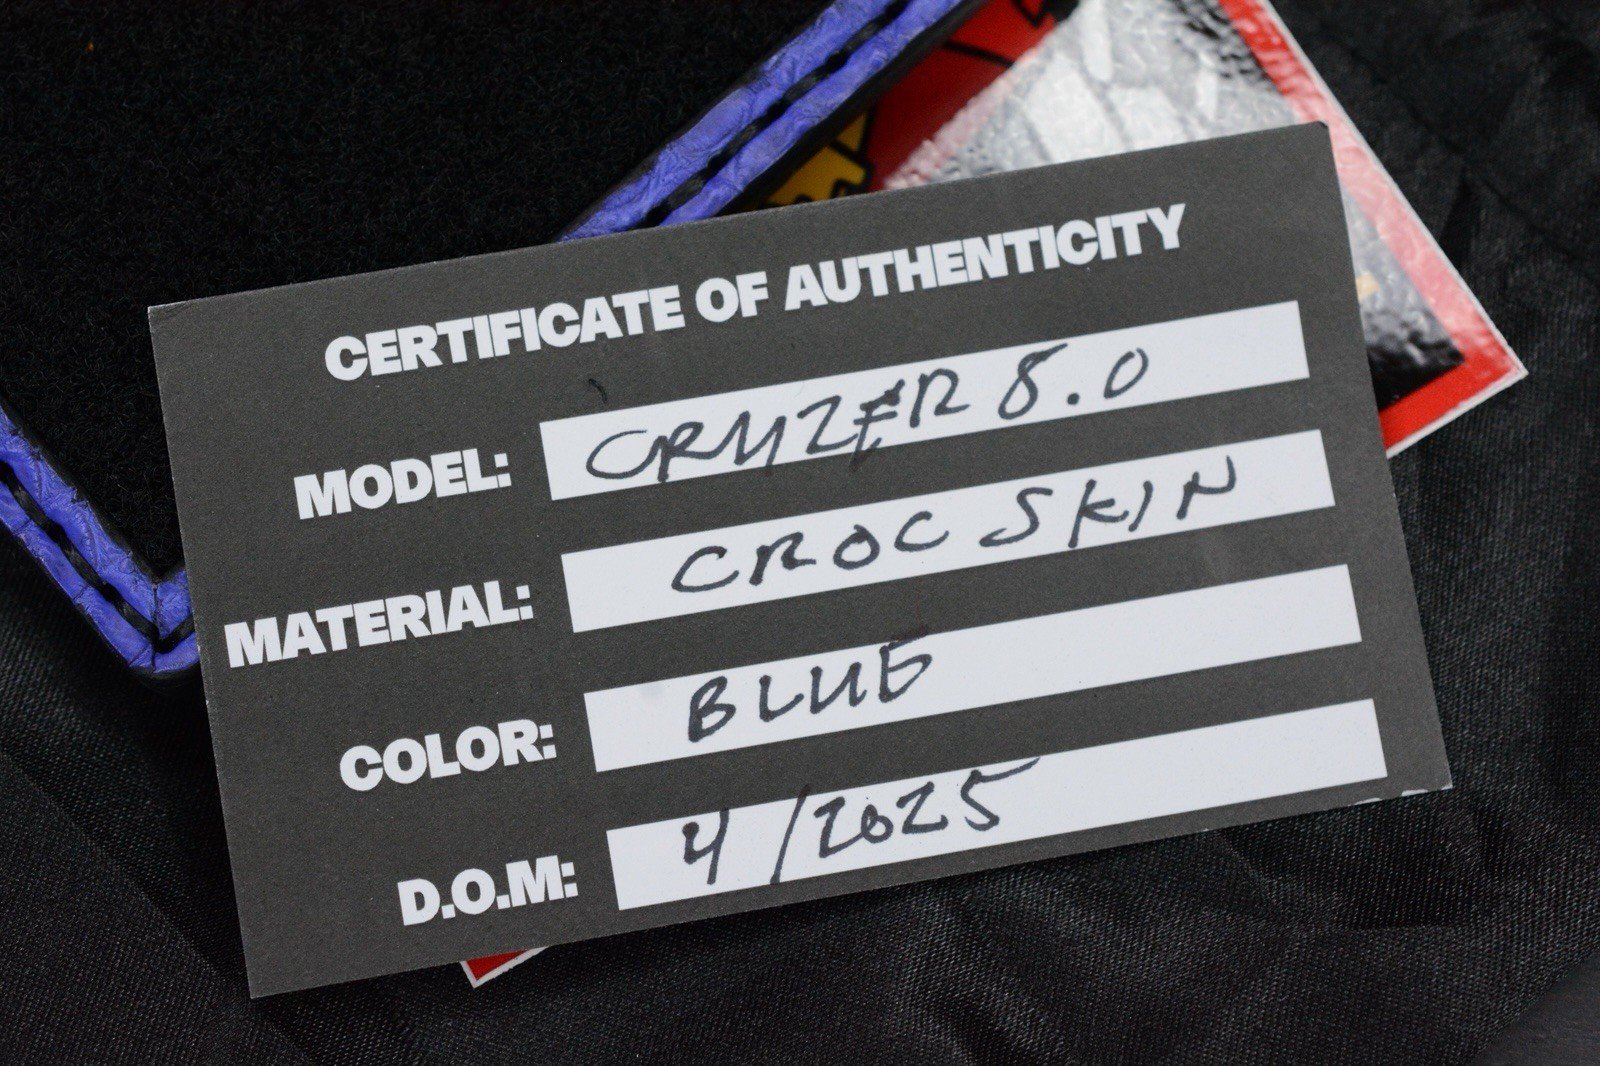 CERTIFICATE OF AUTHENTICITY
MODEL: CRUZER 8.0
MATERIAL: CROC SKIN
COLOR: BLUE
D.O.M: 4/2025